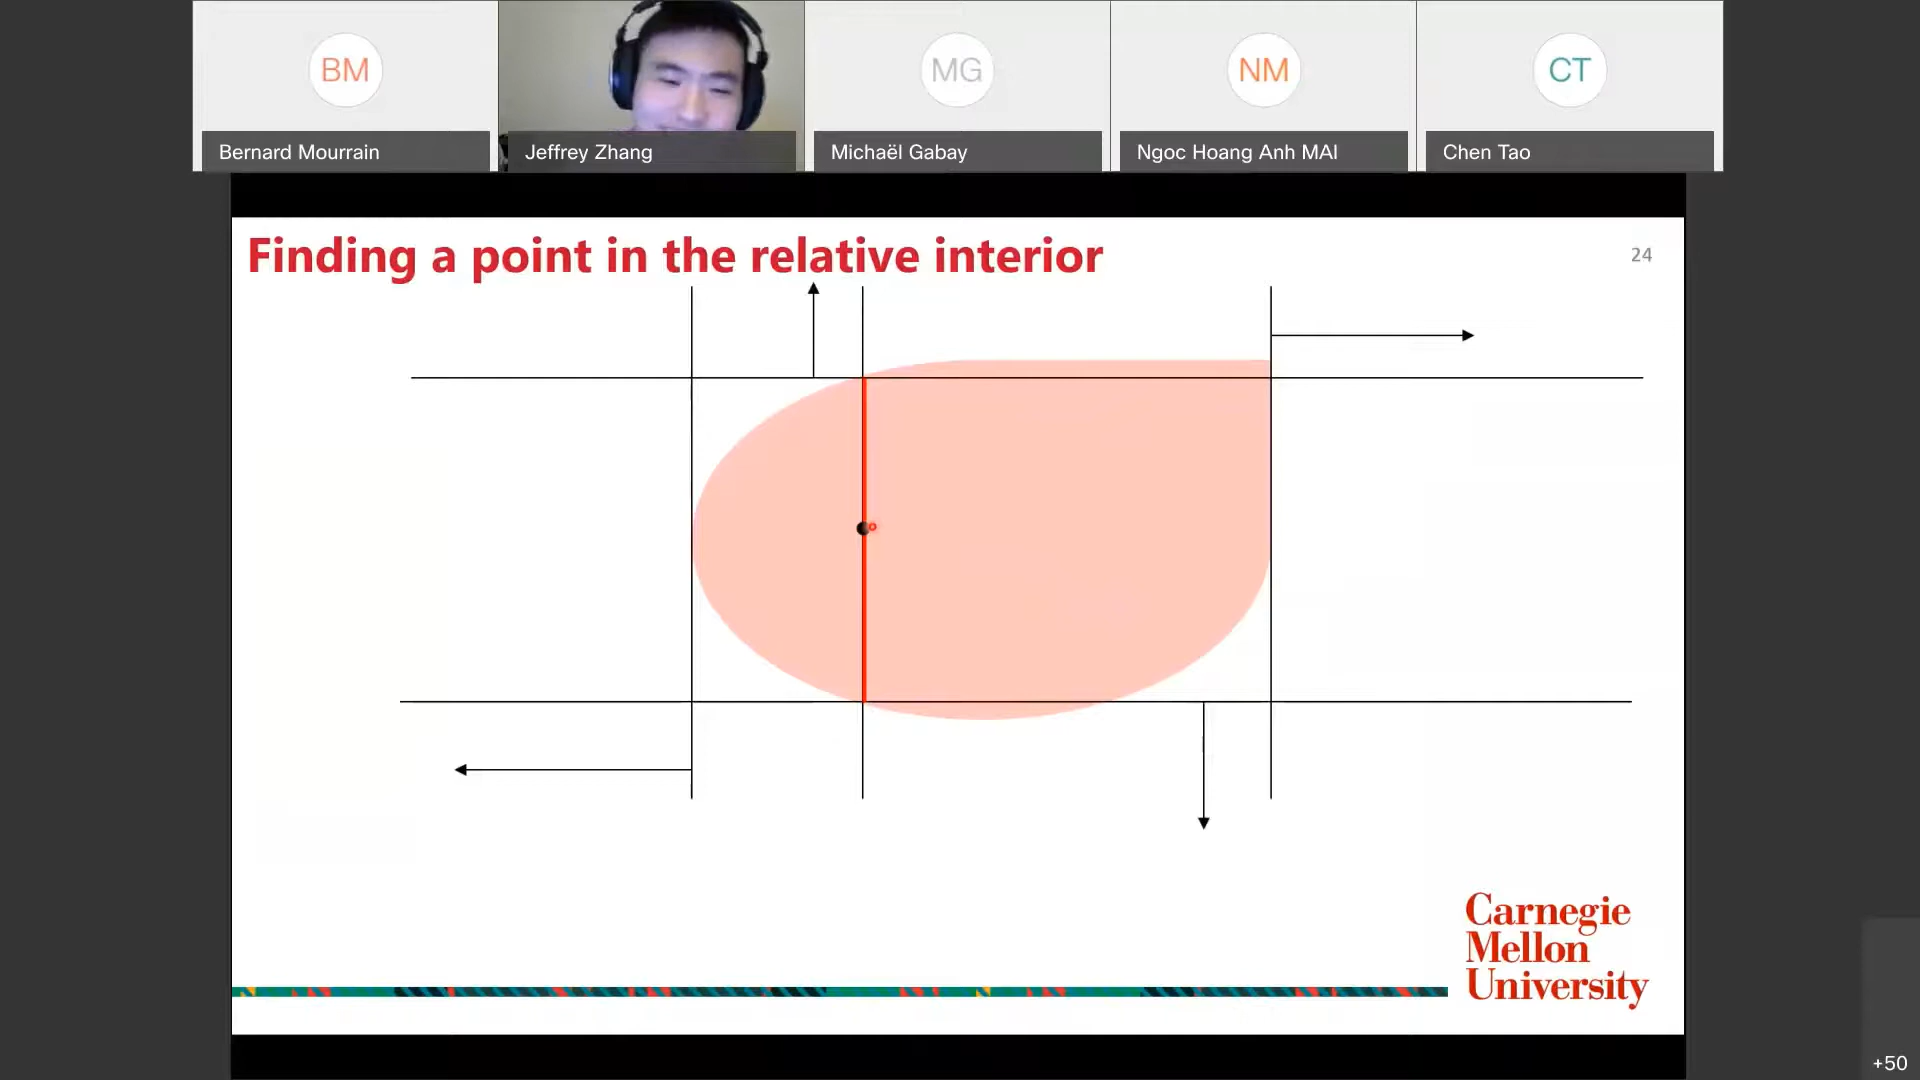 BM
MG
NM
CT
Bernard Mourrain
Jeffrey Zhang
Michaël Gabay
Ngoc Hoang Anh MAI
Chen Tao
Finding a point in the relative interior
24
Carnegie
Mellon
University
+50